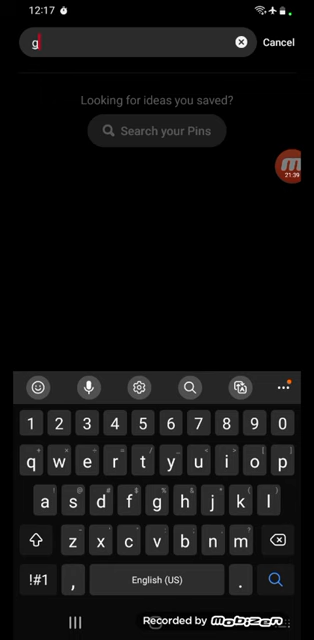 12:17
g
Cancel
Looking for ideas you saved?
Search your Pins
21:39
1 2 3 4 5 6 7 8 9 0
q w e r t y u i o p
a s d f g h j k l
z x c v b n m
!#1 , English (US) .
Recorded by mobizen